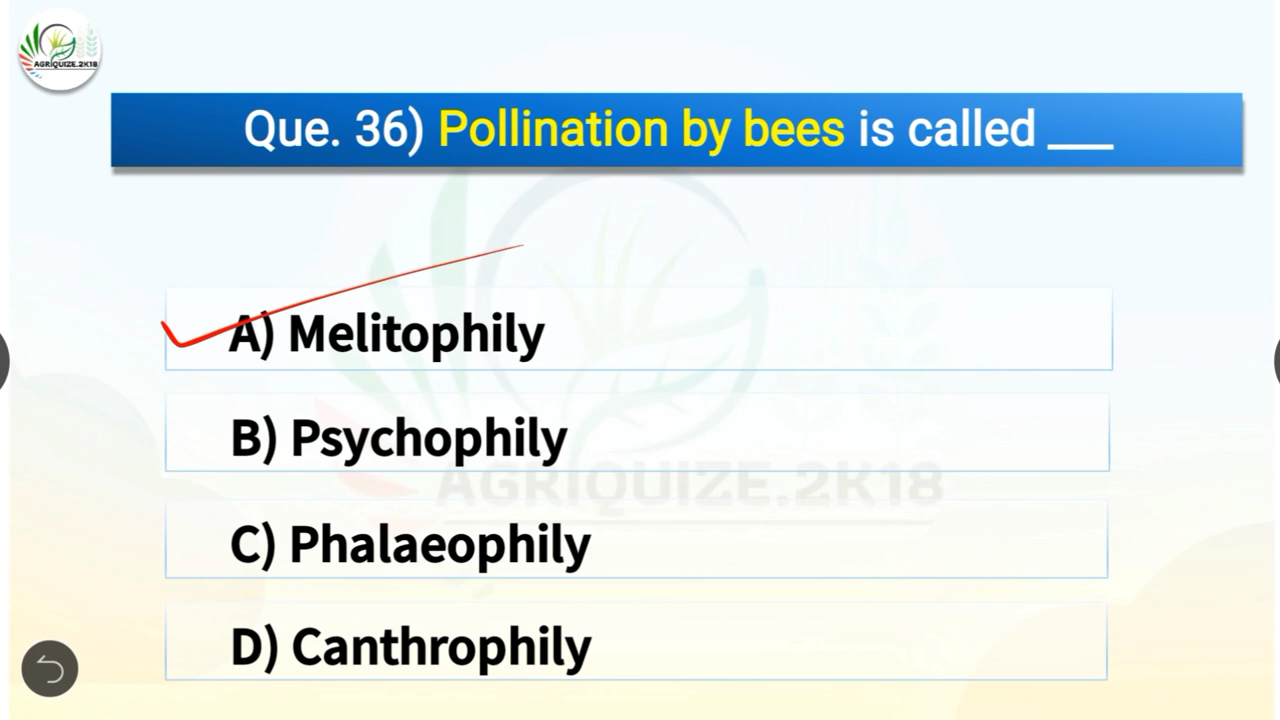 AGRIQUIZE.2K18
Que. 36) Pollination by bees is called ___
A) Melitophily
B) Psychophily
AGRIQUIZE.2K18
C) Phalaeophily
D) Canthrophily